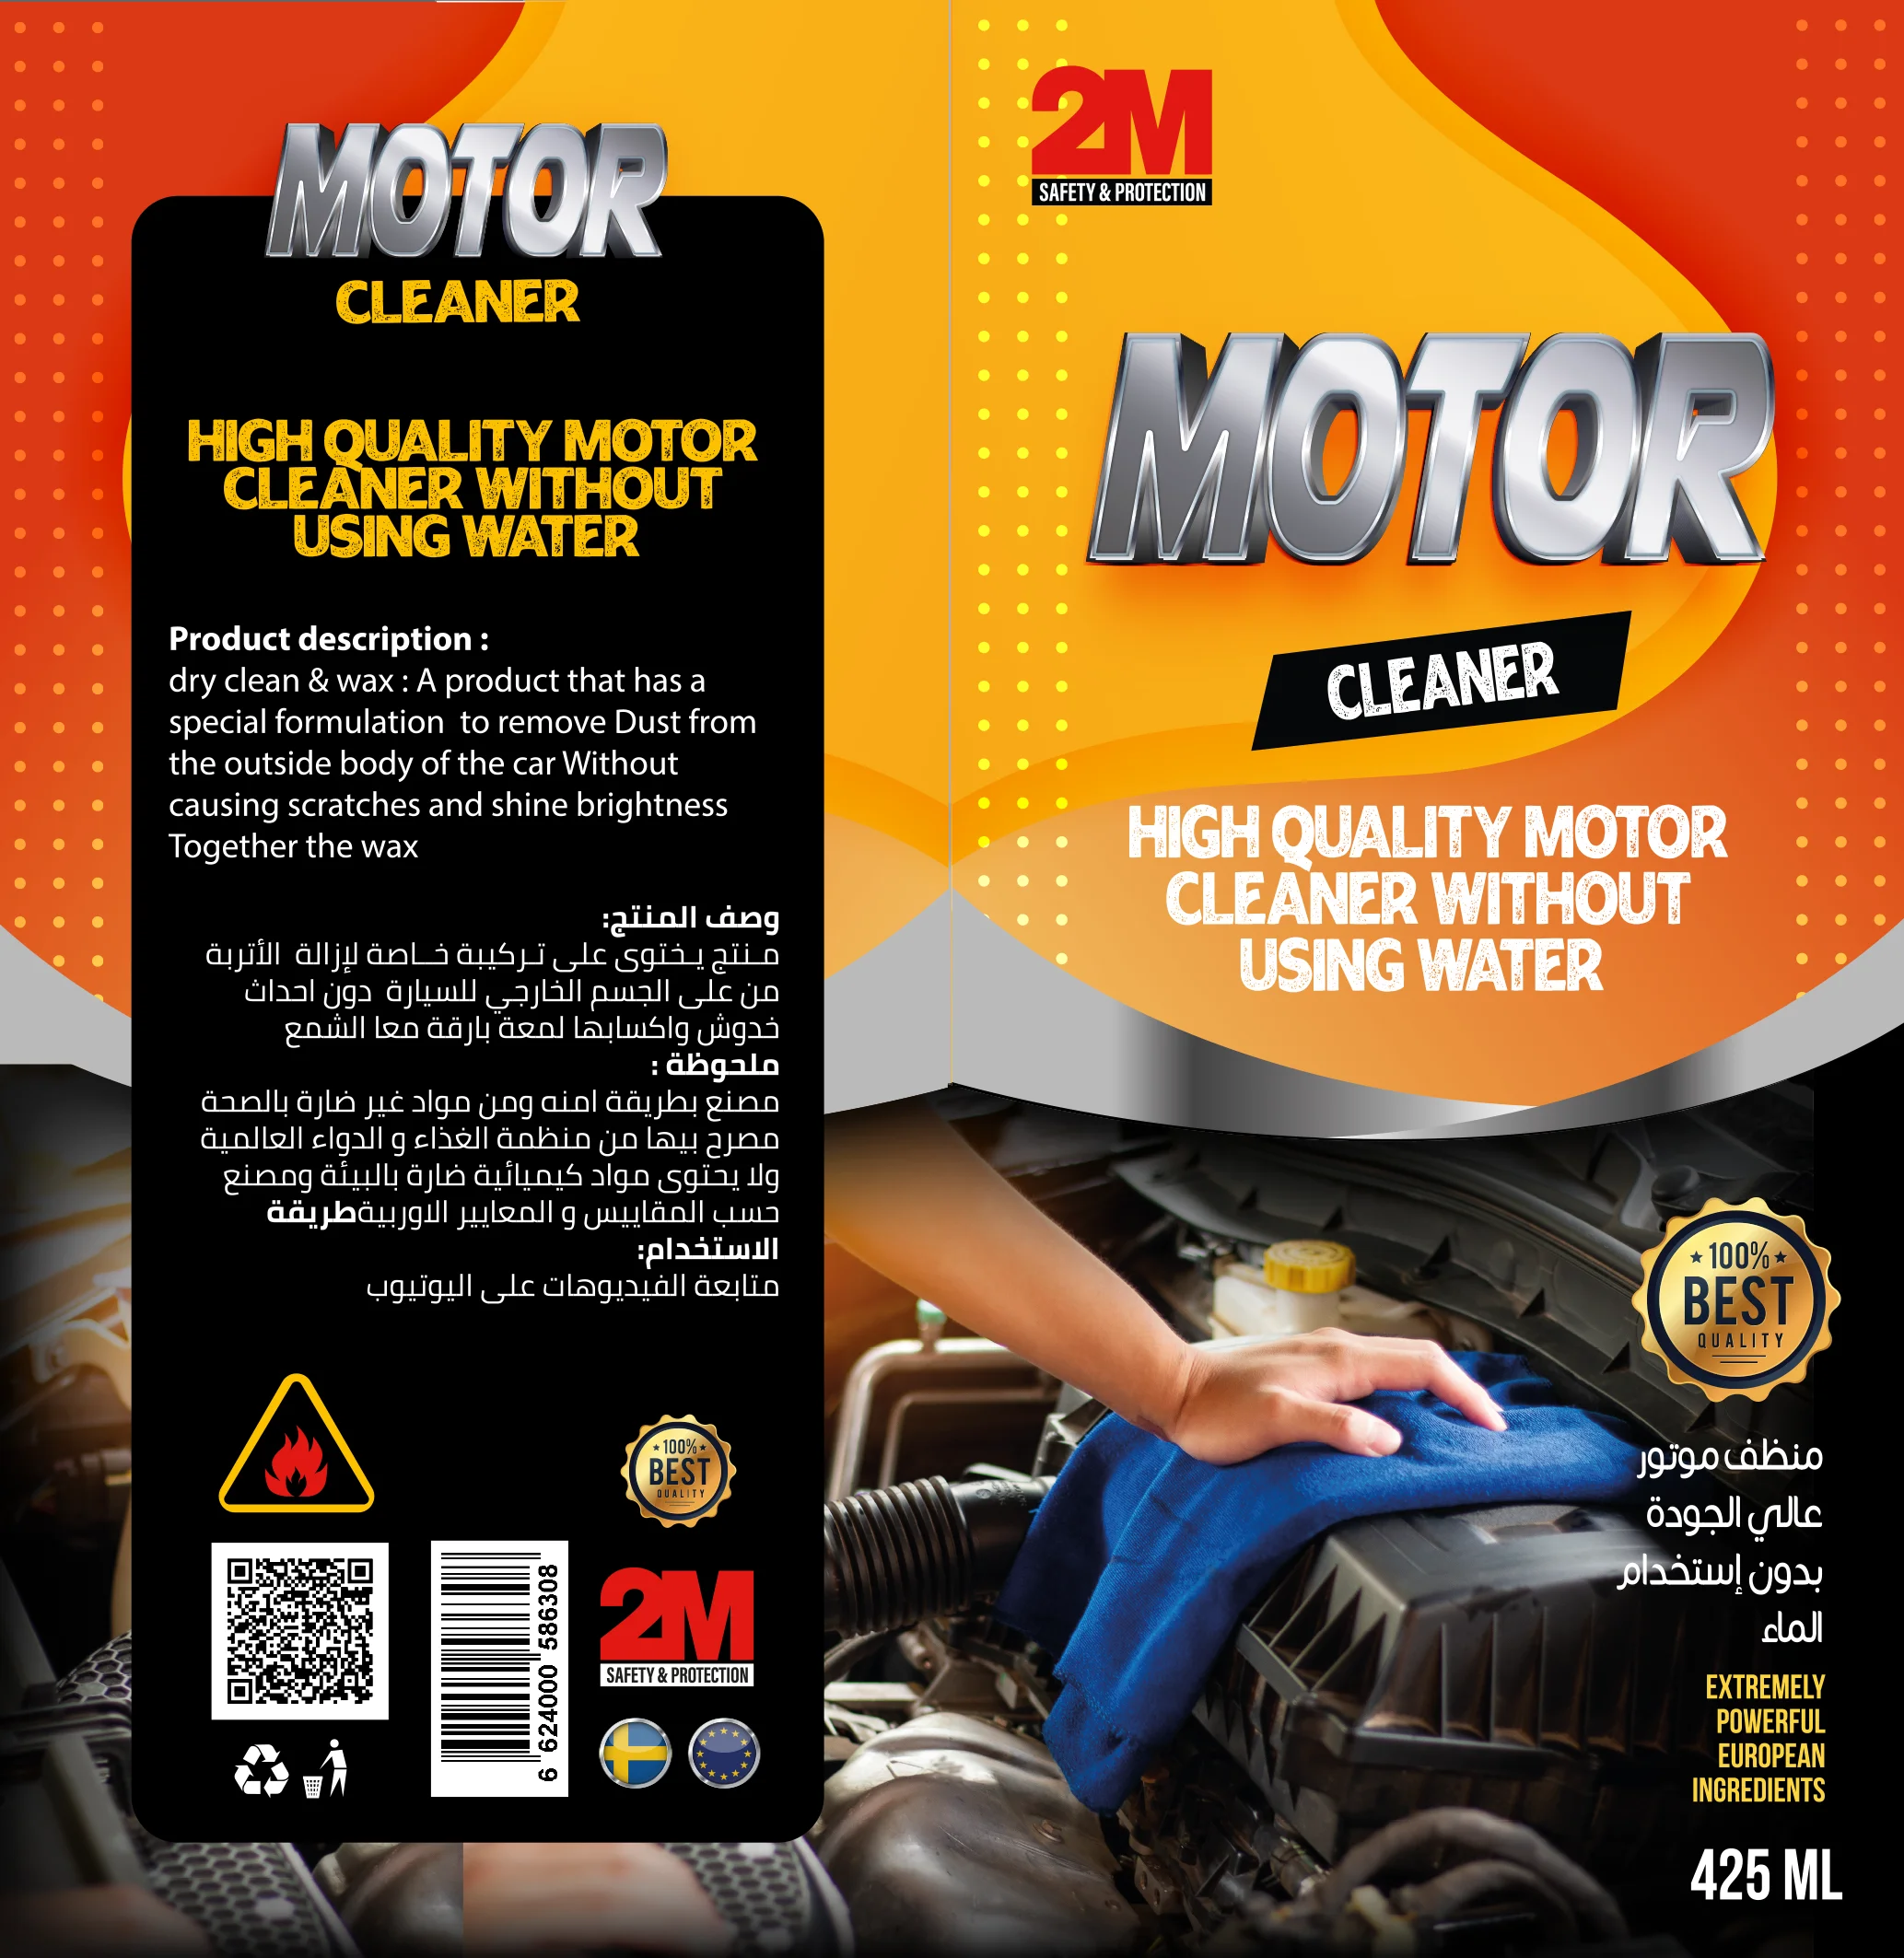 MOTOR
CLEANER
HIGH QUALITY MOTOR
CLEANER WITHOUT
USING WATER
Product description :
dry clean & wax : A product that has a
special formulation  to remove Dust from
the outside body of the car Without
causing scratches and shine brightness
Together the wax
وصف المنتج:
مـنتج يـختوى على تـركيبة خــاصة لإزالة  الأتربة
من على الجسم الخارجي للسيارة  دون احداث
خدوش واكسابها لمعة بارقة معا الشمع
ملحوظة :
مصنع بطريقة امنه ومن مواد غير ضارة بالصحة
مصرح بيها من منظمة الغذاء و الدواء العالمية
ولا يحتوى مواد كيميائية ضارة بالبيئة ومصنع
حسب المقاييس و المعايير الاوربيةطريقة
الاستخدام:
متابعة الفيديوهات على اليوتيوب
100%
BEST
QUALITY
6 624000 586308
2M
SAFETY & PROTECTION
2M
SAFETY & PROTECTION
MOTOR
CLEANER
HIGH QUALITY MOTOR
CLEANER WITHOUT
USING WATER
100%
BEST
QUALITY
منظف موتور
عالي الجودة
بدون إستخدام
الماء
EXTREMELY
POWERFUL
EUROPEAN
INGREDIENTS
425 ML